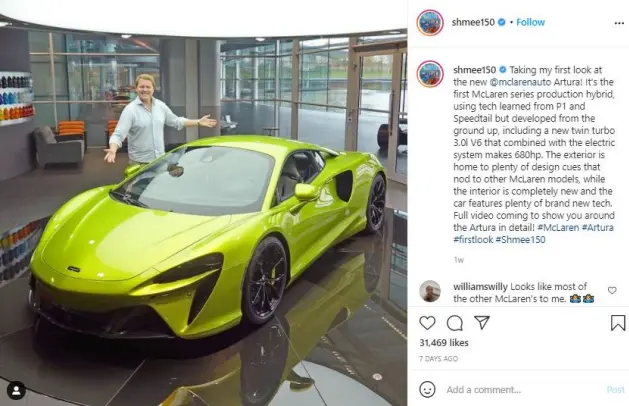 shmee150 • Follow
shmee150 Taking my first look at
the new @mclarenauto Artura! It's the
first McLaren series production hybrid,
using tech learned from P1 and
Speedtail but developed from the
ground up, including a new twin turbo
3.0l V6 that combined with the electric
system makes 680hp. The exterior is
home to plenty of design cues that
nod to other McLaren models, while
the interior is completely new and the
car features plenty of brand new tech.
Full video coming to show you around
the Artura in detail! #McLaren #Artura
#firstlook #Shmee150
1w
williamswilly Looks like most of
the other McLaren's to me. 
31,469 likes
7 DAYS AGO
Add a comment...
Post